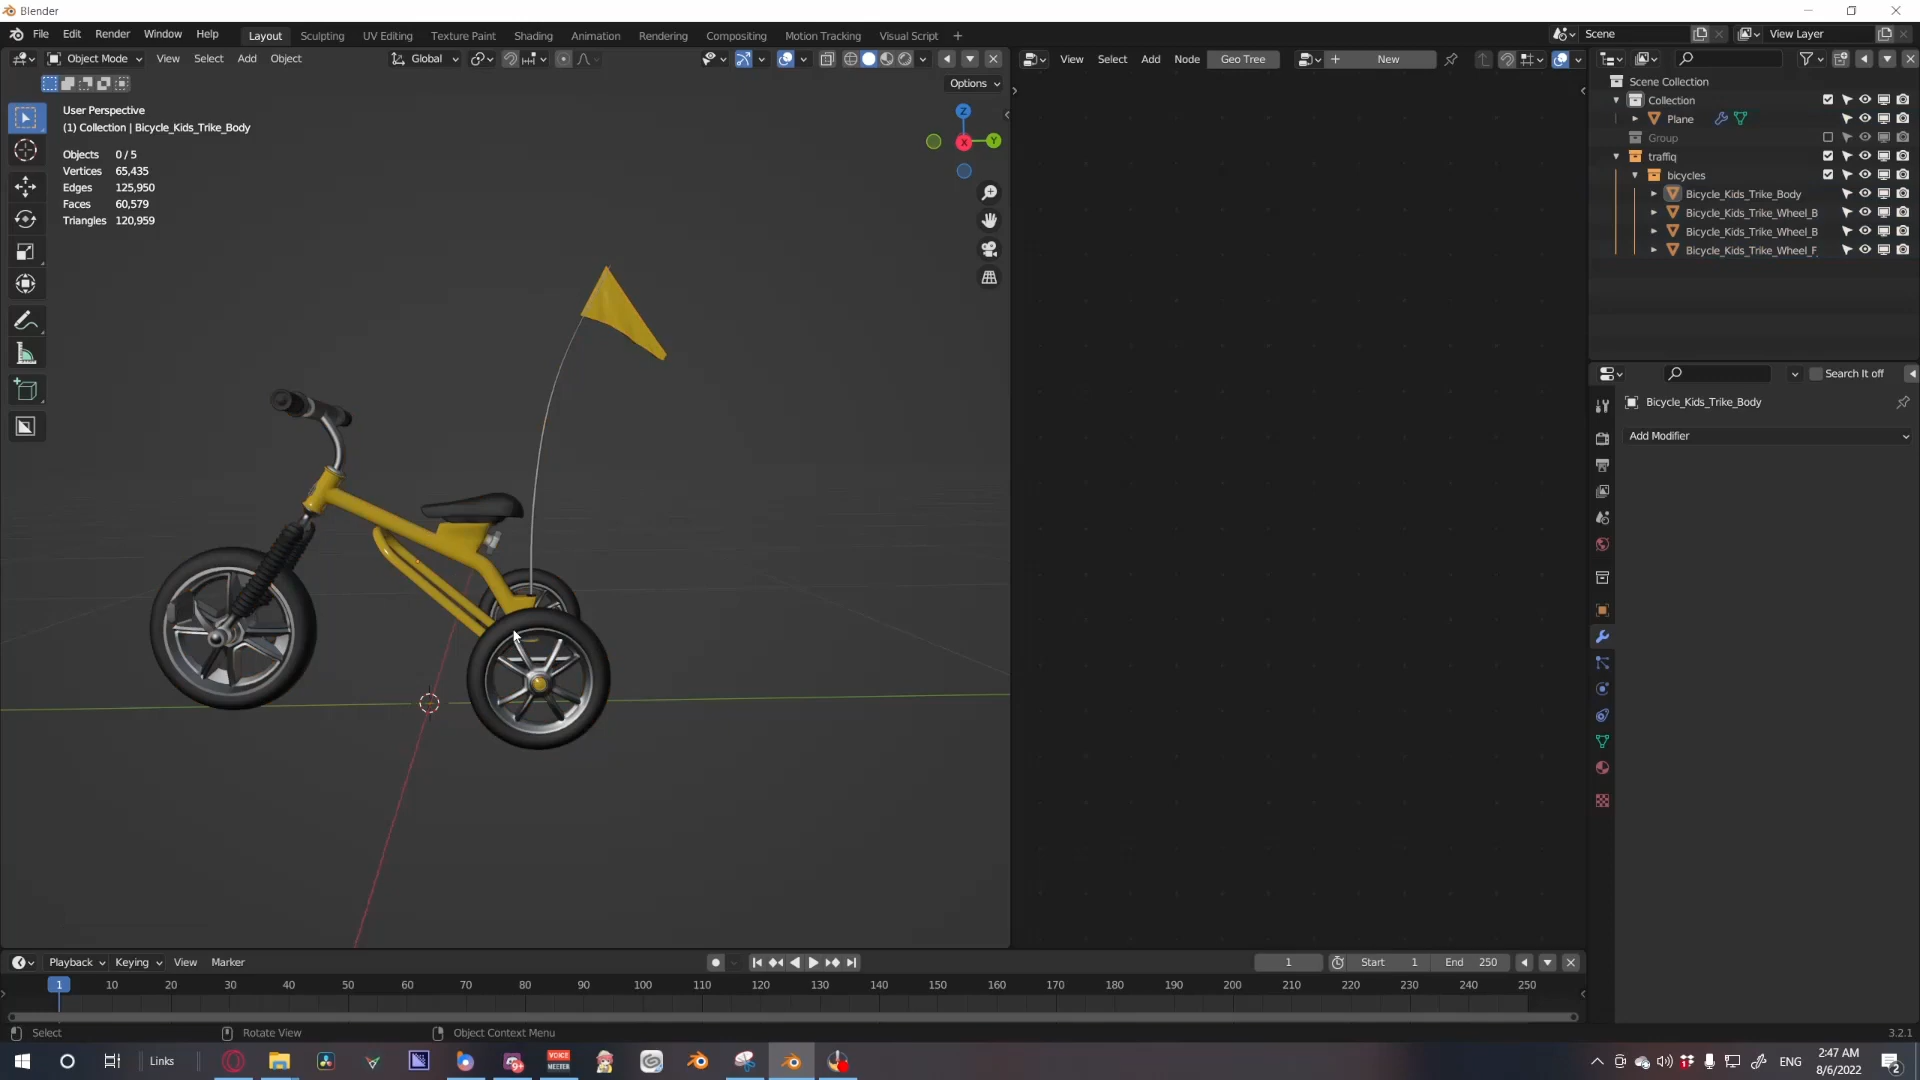 Blender
File Edit Render Window Help Layout Sculpting UV Editing Texture Paint Shading Animation Rendering Compositing Motion Tracking Visual Script + Scene View Layer
Object Mode View Select Add Object Global View Select Add Node Geo Tree New
Options
User Perspective
(1) Collection | Bicycle_Kids_Trike_Body
Objects 0 / 5
Vertices 65,435
Edges 125,950
Faces 60,579
Triangles 120,959
Z
Y
X
Scene Collection
Collection
Plane
Group
traffiq
bicycles
Bicycle_Kids_Trike_Body
Bicycle_Kids_Trike_Wheel_B
Bicycle_Kids_Trike_Wheel_B
Bicycle_Kids_Trike_Wheel_F
Search It off
Bicycle_Kids_Trike_Body
Add Modifier
Playback Keying View Marker 1 Start 1 End 250
1 10 20 30 40 50 60 70 80 90 100 110 120 130 140 150 160 170 180 190 200 210 220 230 240 250
Select Rotate View Object Context Menu 3.2.1
Links VOICE MEETER 9+ ENG 2:47 AM
8/6/2022 2